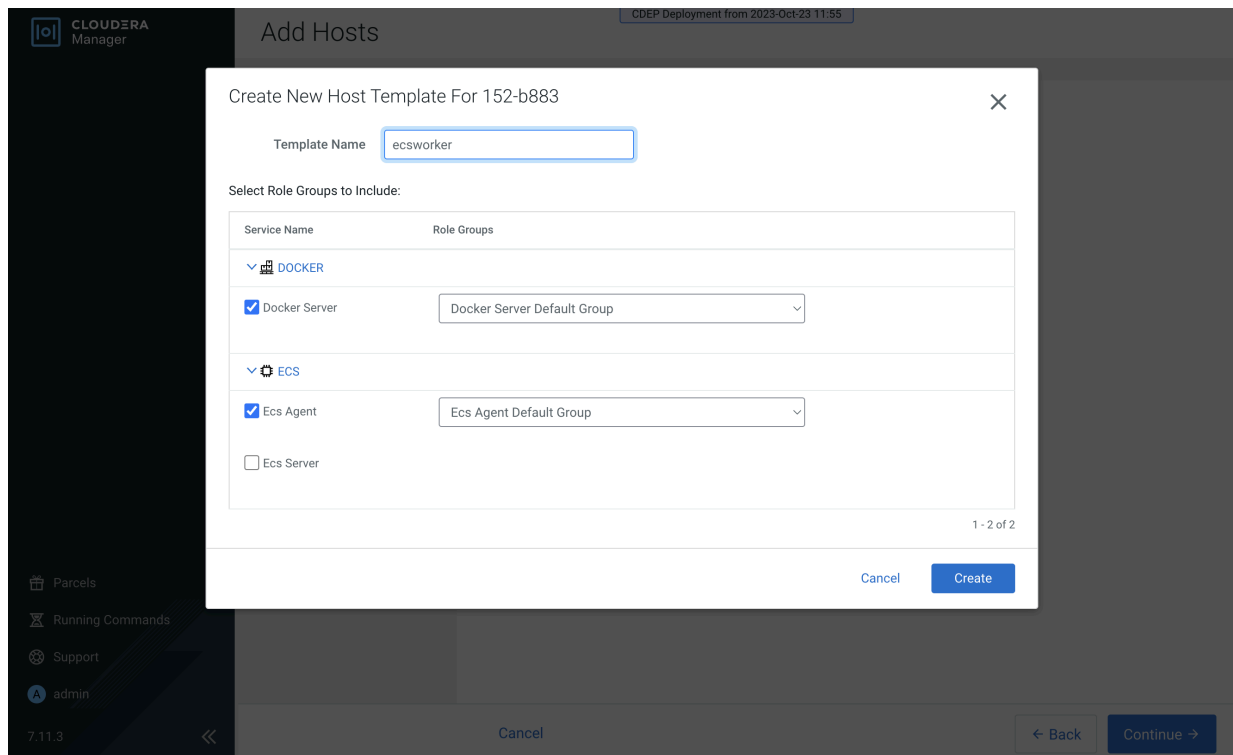 CLOUDERA
Manager
CDEP Deployment from 2023-Oct-23 11:55
Add Hosts
Create New Host Template For 152-b883
Template Name
ecsworker
Select Role Groups to Include:
Service Name Role Groups
DOCKER
Docker Server Docker Server Default Group
ECS
Ecs Agent Ecs Agent Default Group
Ecs Server
1 - 2 of 2
Cancel Create
Parcels
Running Commands
Support
A admin
7.11.3
Cancel
← Back Continue →